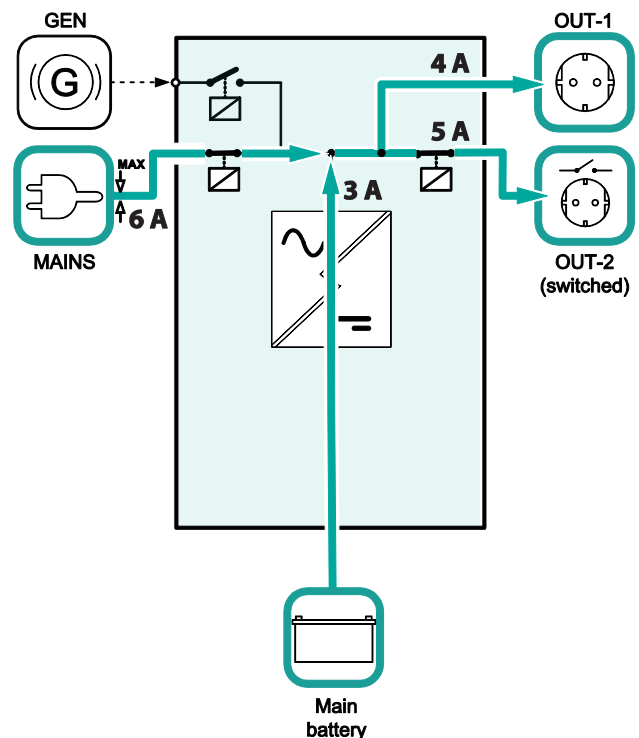 GEN
G
MAX
6 A
MAINS
4 A
OUT-1
5 A
3 A
OUT-2
(switched)
Main
battery